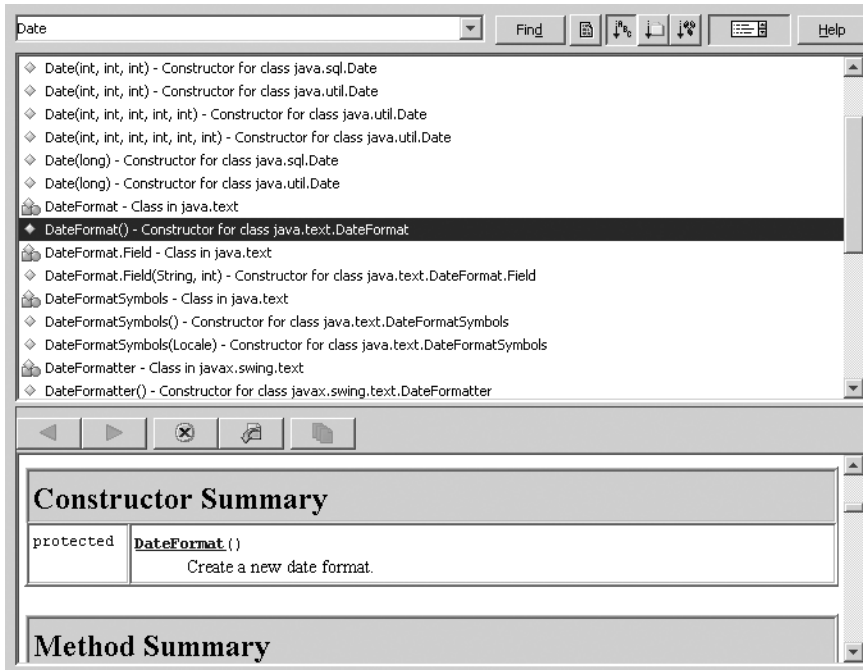 Date
Find
Help
Date(int, int, int) - Constructor for class java.sql.Date
Date(int, int, int) - Constructor for class java.util.Date
Date(int, int, int, int, int) - Constructor for class java.util.Date
Date(int, int, int, int, int, int) - Constructor for class java.util.Date
Date(long) - Constructor for class java.sql.Date
Date(long) - Constructor for class java.util.Date
DateFormat - Class in java.text
DateFormat() - Constructor for class java.text.DateFormat
DateFormat.Field - Class in java.text
DateFormat.Field(String, int) - Constructor for class java.text.DateFormat.Field
DateFormatSymbols - Class in java.text
DateFormatSymbols() - Constructor for class java.text.DateFormatSymbols
DateFormatSymbols(Locale) - Constructor for class java.text.DateFormatSymbols
DateFormatter - Class in javax.swing.text
DateFormatter() - Constructor for class javax.swing.text.DateFormatter
Constructor Summary
protected DateFormat()
Create a new date format.
Method Summary